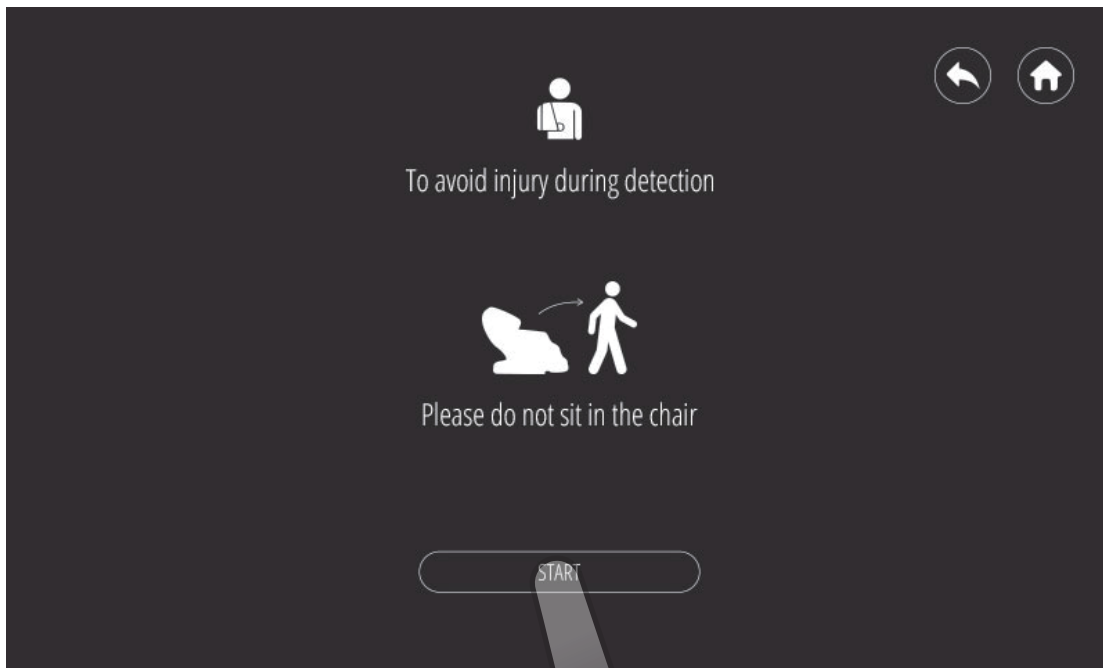 To avoid injury during detection
Please do not sit in the chair
START